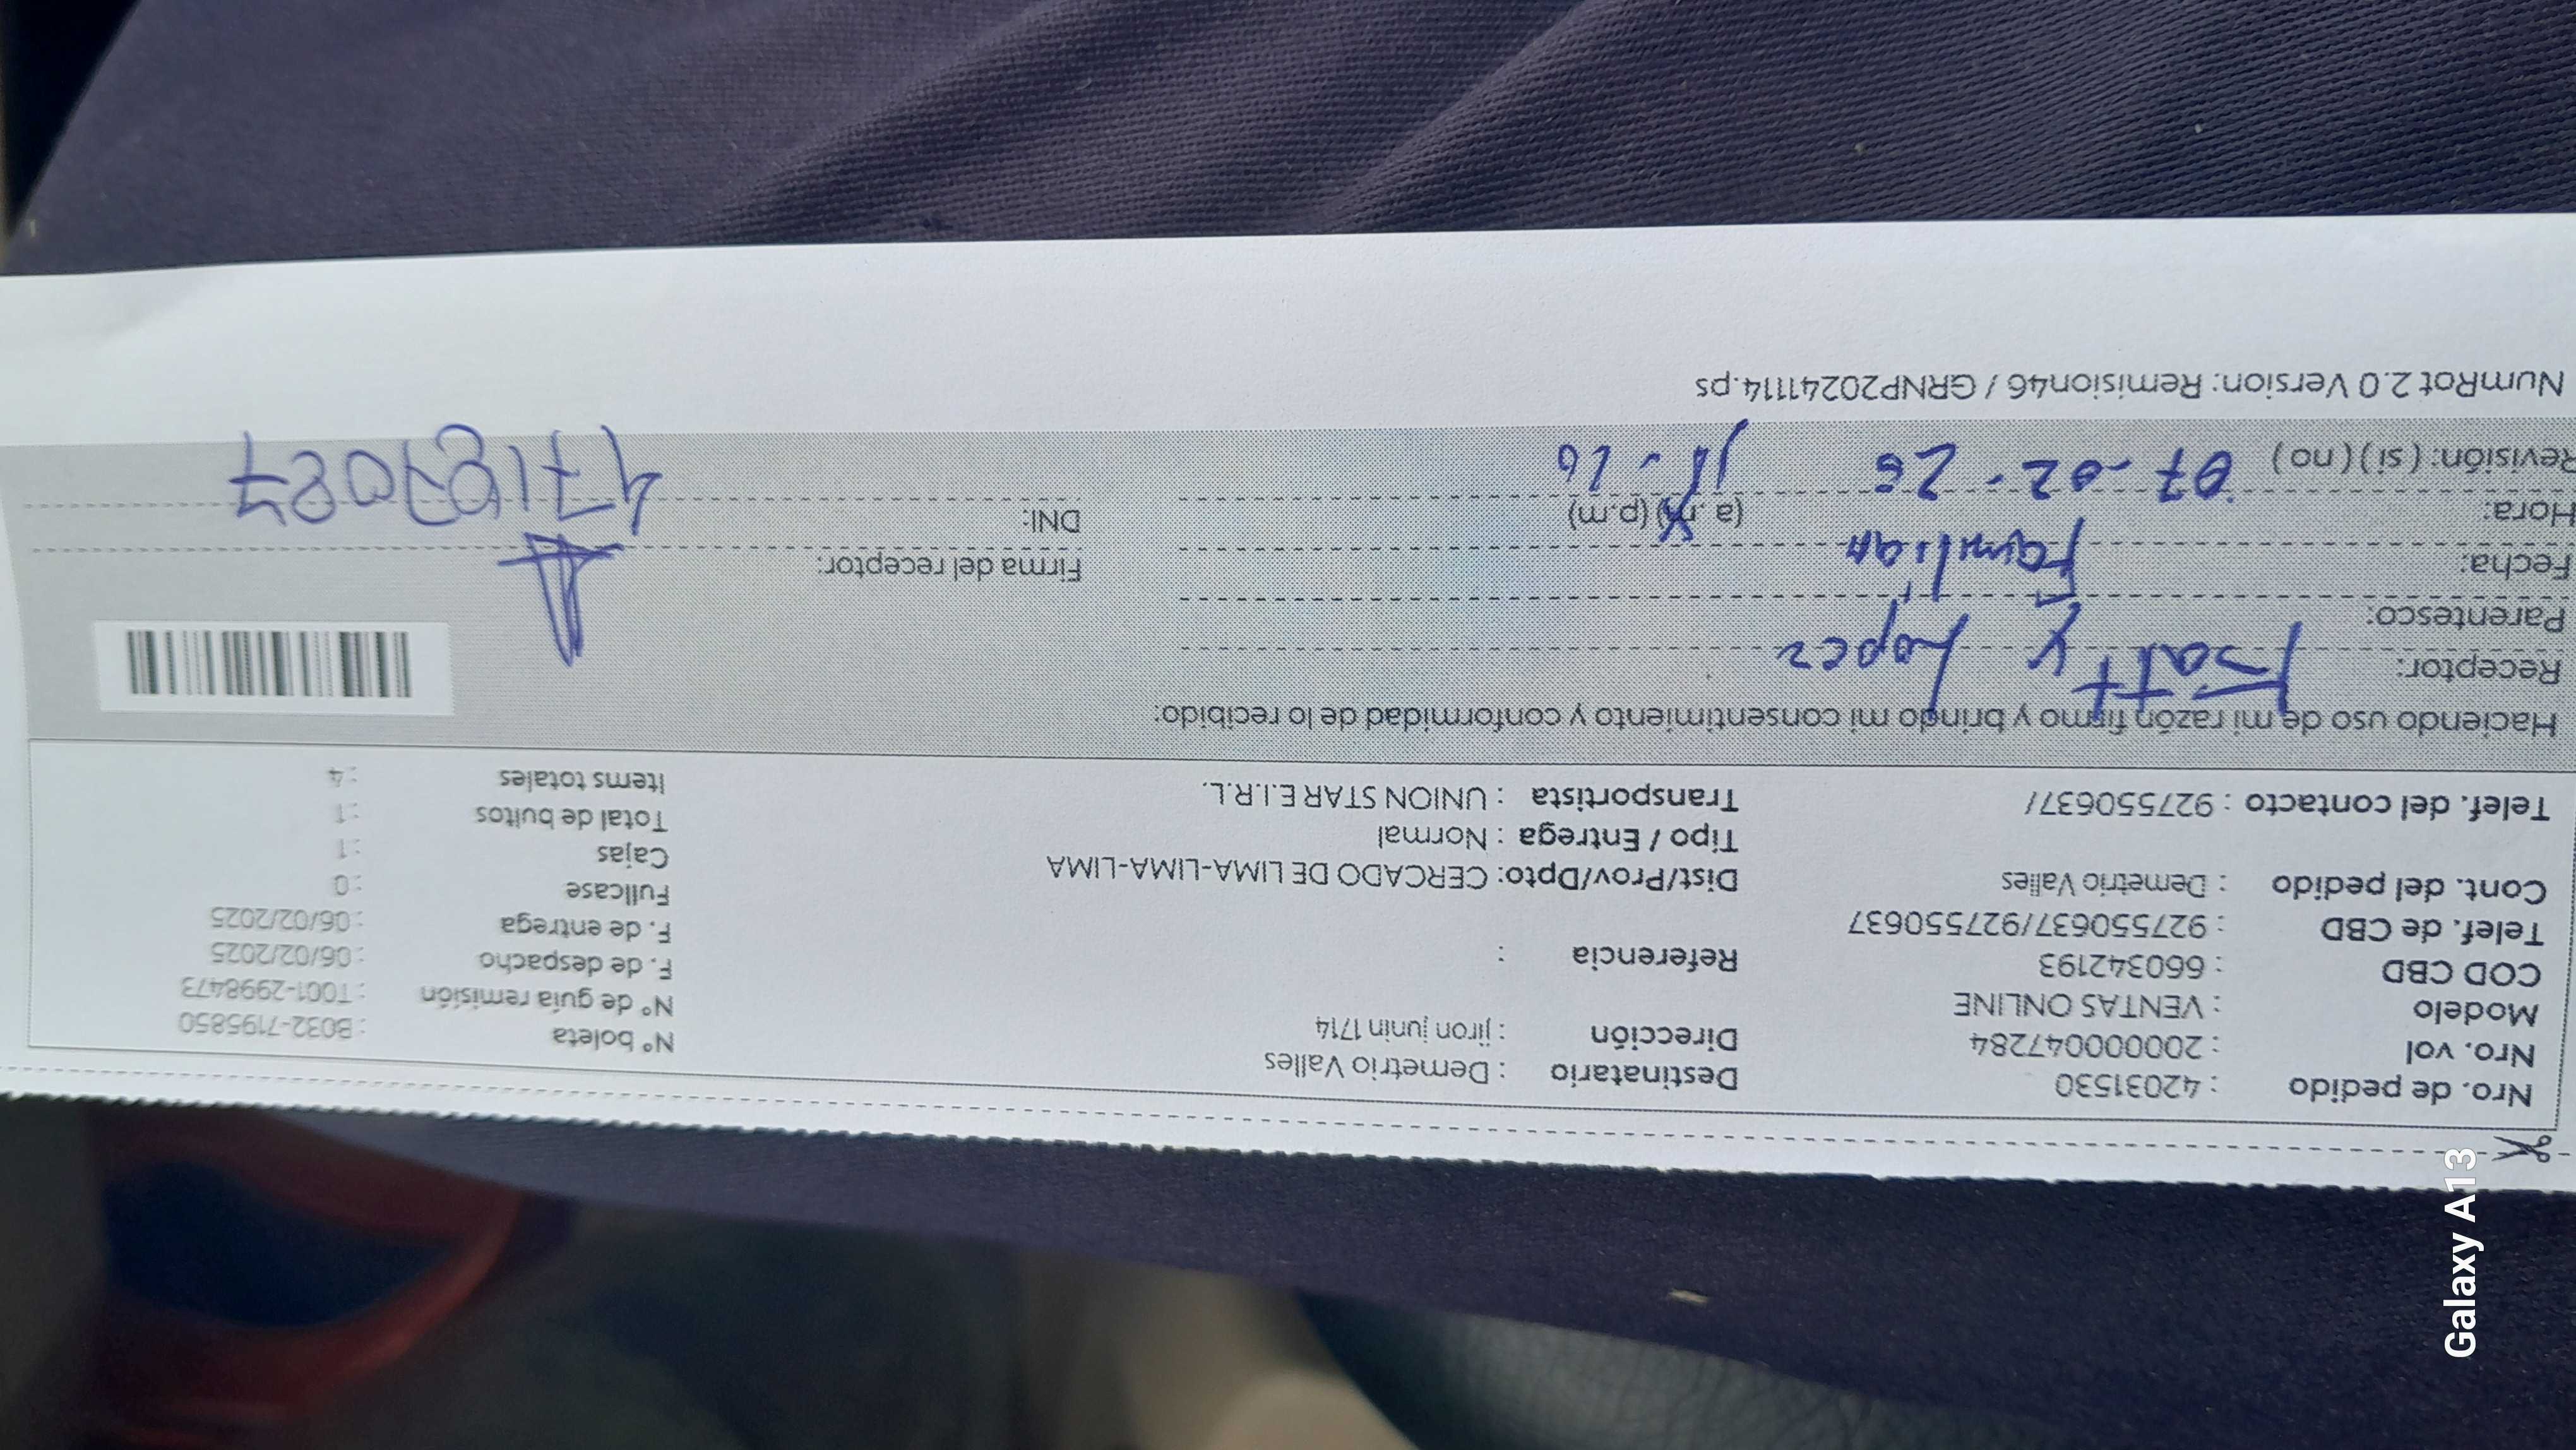 Nro. de pedido : 42031530
Nro. vol : 20000047284
Modelo : VENTAS ONLINE
COD CBD : 660342193
Telef. de CBD : 927550637/927550637
Cont. del pedido : Demetrio Valles
Telef. del contacto : 927550637/
Destinatario : Demetrio Valles
Dirección : jiron junin 1714
Referencia :
Dist/Prov/Dpto: CERCADO DE LIMA-LIMA-LIMA
Tipo / Entrega : Normal
Transportista : UNION STAR E.I.R.L.
N° boleta : B032-7195850
N° de guía remisión : T001-2998473
F. de despacho : 06/02/2025
F. de entrega : 06/02/2025
Fullcase : 0
Cajas : 1
Total de bultos : 1
Items totales : 4
Haciendo uso de mi razón firmo y brindo mi consentimiento y conformidad de lo recibido:
Receptor: Lopez
Parentesco: Familiar
Fecha: 07-02-25
Hora: (a.m) (p.m)
Revisión: ( si ) ( no )
Firma del receptor:
DNI:
NumRot 2.0 Version: Remision46 / GRNP20241114.ps
Galaxy A13